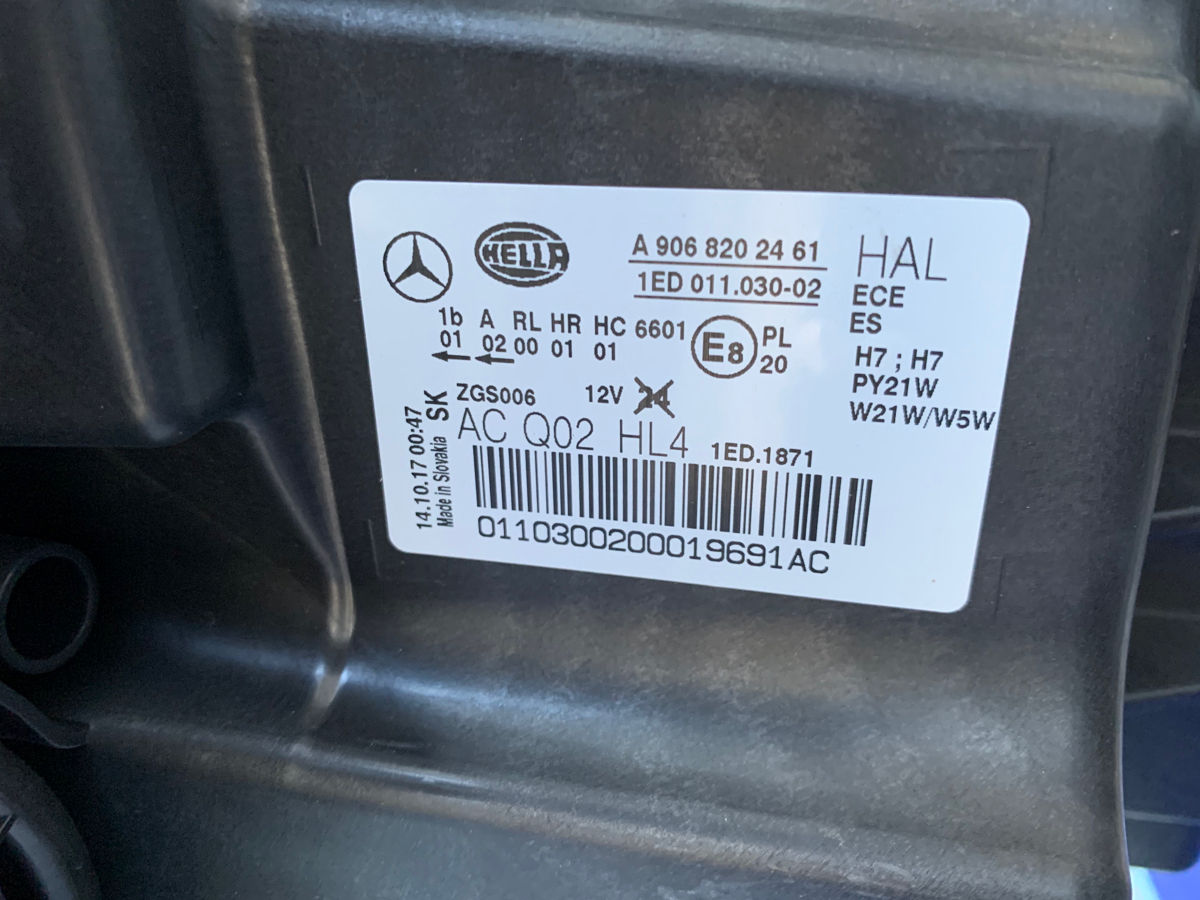 HELLA
A 906 820 24 61
1ED 011.030-02
HAL
ECE
ES
1b A RL HR HC 6601
01 02 00 01 01
E8
PL
20
H7 ; H7
PY21W
W21W/W5W
ZGS006 12V 24
AC Q02 HL4 1ED.1871
14.10.17 00:47
Made in Slovakia
SK
0110300200019691AC